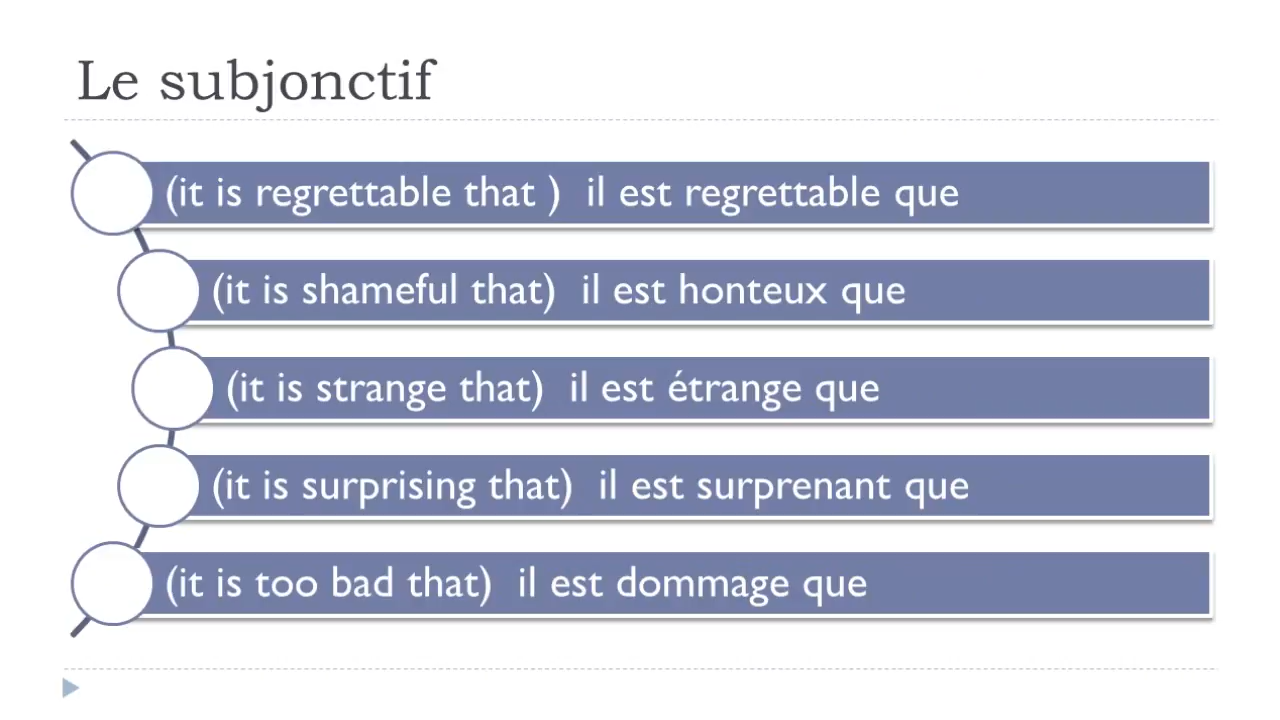 Le subjonctif
(it is regrettable that ) il est regrettable que
(it is shameful that) il est honteux que
(it is strange that) il est étrange que
(it is surprising that) il est surprenant que
(it is too bad that) il est dommage que